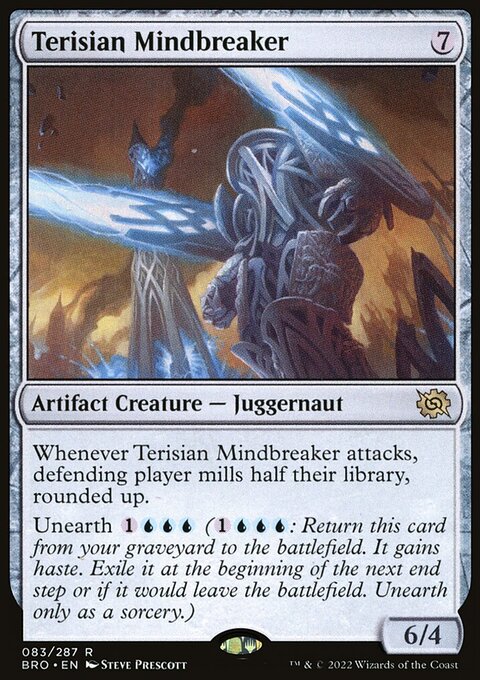 Terisian Mindbreaker 7
Artifact Creature — Juggernaut
Whenever Terisian Mindbreaker attacks,
defending player mills half their library,
rounded up.
Unearth 1 (1: Return this card
from your graveyard to the battlefield. It gains
haste. Exile it at the beginning of the next end
step or if it would leave the battlefield. Unearth
only as a sorcery.)
6/4
083/287 R
BRO • EN Steve Prescott
™ & © 2022 Wizards of the Coast